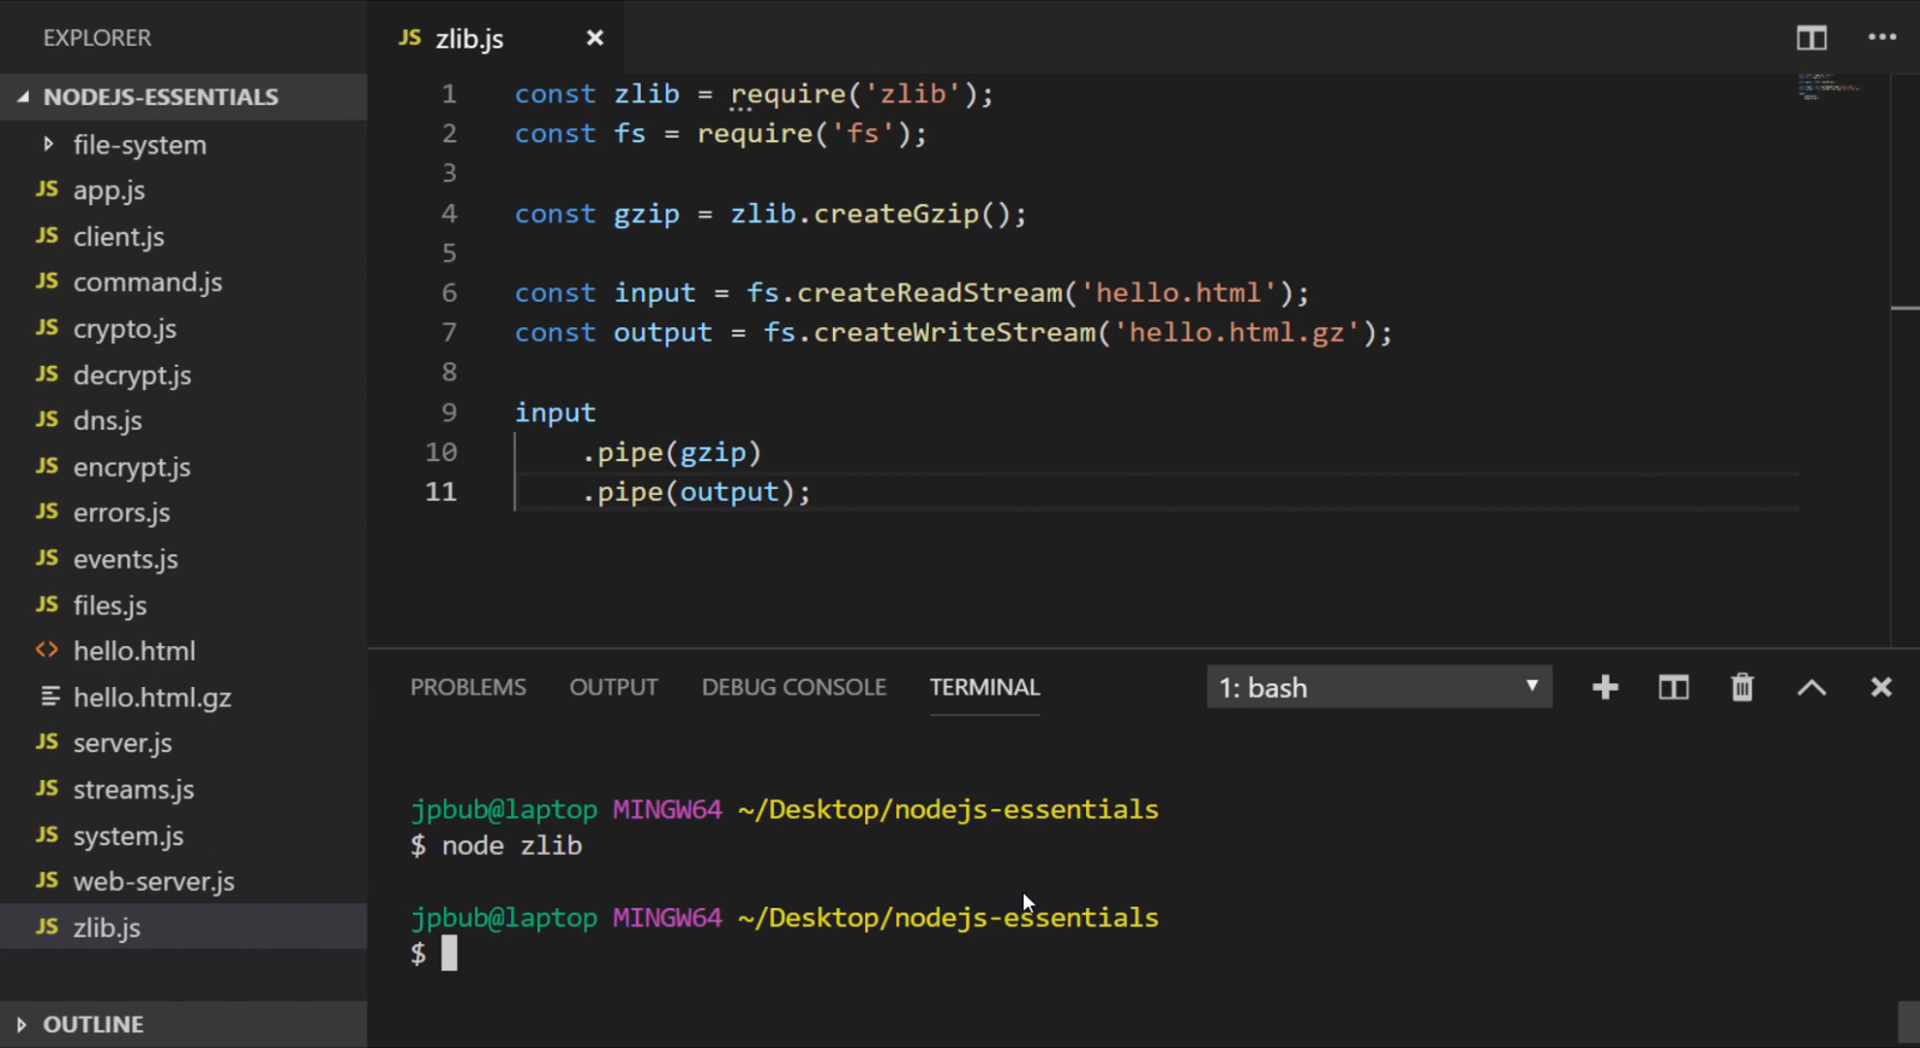 EXPLORER
NODEJS-ESSENTIALS
file-system
JS app.js
JS client.js
JS command.js
JS crypto.js
JS decrypt.js
JS dns.js
JS encrypt.js
JS errors.js
JS events.js
JS files.js
<> hello.html
hello.html.gz
JS server.js
JS streams.js
JS system.js
JS web-server.js
JS zlib.js
OUTLINE
JS zlib.js
1 const zlib = require('zlib');
2 const fs = require('fs');
3
4 const gzip = zlib.createGzip();
5
6 const input = fs.createReadStream('hello.html');
7 const output = fs.createWriteStream('hello.html.gz');
8
9 input
10 .pipe(gzip)
11 .pipe(output);
PROBLEMS OUTPUT DEBUG CONSOLE TERMINAL 1: bash
jpbub@laptop MINGW64 ~/Desktop/nodejs-essentials
$ node zlib
jpbub@laptop MINGW64 ~/Desktop/nodejs-essentials
$